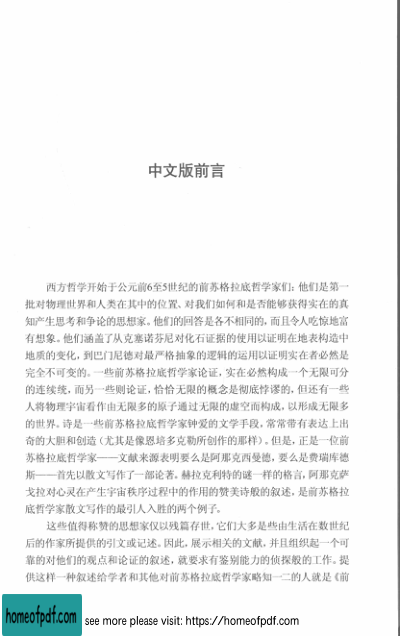 中文版前言
西方哲学开始于公元前6至5世纪的前苏格拉底哲学家们：他们是第一
批对物理世界和人类在其中的位置、对我们如何和是否能够获得实在的真
知产生思考和争论的思想家。他们的回答是各不相同的，而且令人吃惊地富
有想象。他们涵盖了从克塞诺芬尼对化石证据的使用以证明在地表构造中
地质的变化，到巴门尼德对最严格抽象的逻辑的运用以证明实在者必然是
完全不可变的。一些前苏格拉底哲学家论证，实在必然构成一个无限可分
的连续统，而另一些则论证，恰恰无限的概念是彻底悖谬的，但还有一些
人将物理宇宙看作由无限多的原子通过无限的虚空而构成，以形成无限多
的世界。诗是一些前苏格拉底哲学家钟爱的文学手段，常常带有表达上出
奇的大胆和创造（尤其是像恩培多克勒所创作的那样）。但是，正是一位前
苏格拉底哲学家——文献来源表明要么是阿那克西曼德，要么是费瑞库德
斯——首先以散文写作了一部论著。赫拉克利特的谜一样的格言，阿那克萨
戈拉对心灵在产生宇宙秩序过程中的作用的赞美诗般的叙述，是前苏格拉
底哲学家散文写作的最引人入胜的两个例子。
这些值得称赞的思想家仅以残篇存世，它们大多是些由生活在数世纪
后的作家所提供的引文或记述。因此，展示相关的文献，并且组织起一个可
靠的对他们的观点和论证的叙述，就要求有鉴别能力的侦探般的工作。提
供这样一种叙述给学者和其他对前苏格拉底哲学家略知一二的人就是《前
homeofpdf.com
see more please visit: https://homeofpdf.com